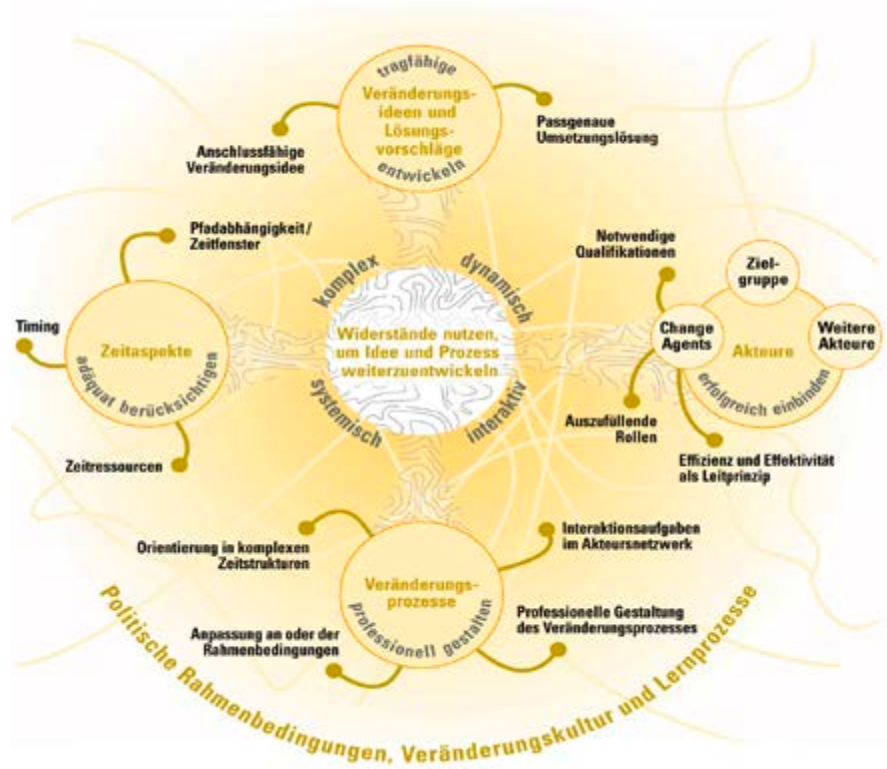 tragfähige
Veränderungs-
ideen und
Lösungs-
vorschläge
entwickeln
Anschlussfähige
Veränderungsidee
Passgenaue
Umsetzungslösung
Pfadabhängigkeit/
Zeitfenster
Timing
Zeitaspekte
adäquat berücksichtigen
Zeitressourcen
komplex
dynamisch
Widerstände nutzen,
um Idee und Prozess
weiterzuentwickeln
systemisch
interaktiv
Notwendige
Qualifikationen
Ziel-
gruppe
Change
Agents
Akteure
Weitere
Akteure
erfolgreich einbinden
Auszufüllende
Rollen
Effizienz und Effektivität
als Leitprinzip
Orientierung in komplexen
Zeitstrukturen
Interaktionsaufgaben
im Akteursnetzwerk
Veränderungs-
prozesse
professionell gestalten
Anpassung an oder der
Rahmenbedingungen
Professionelle Gestaltung
des Veränderungsprozesses
Politische Rahmenbedingungen, Veränderungskultur und Lernprozesse